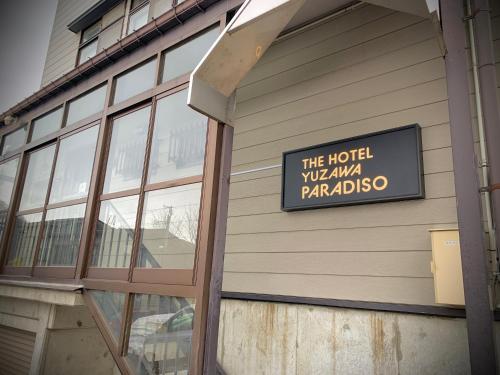 THE HOTEL
YUZAWA
PARADISO